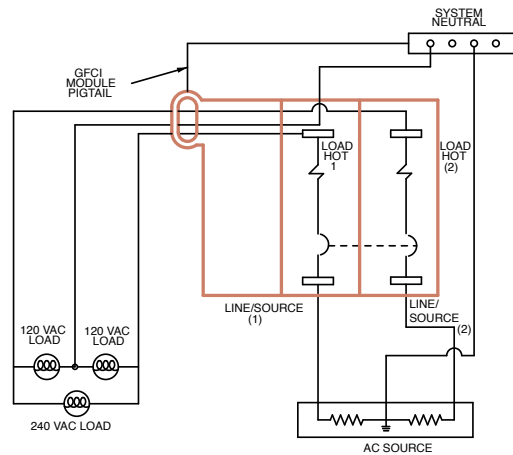 SYSTEM
NEUTRAL
GFCI
MODULE
PIGTAIL
LOAD
HOT
1
LOAD
HOT
(2)
LINE/SOURCE
(1)
LINE/
SOURCE
(2)
120 VAC
LOAD
120 VAC
LOAD
240 VAC LOAD
AC SOURCE